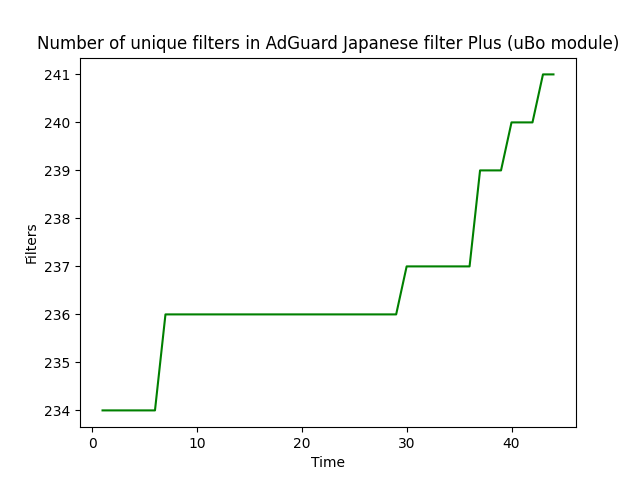 Number of unique filters in AdGuard Japanese filter Plus (uBo module)
241
240
239
238
237
236
235
234
Filters
0 10 20 30 40
Time